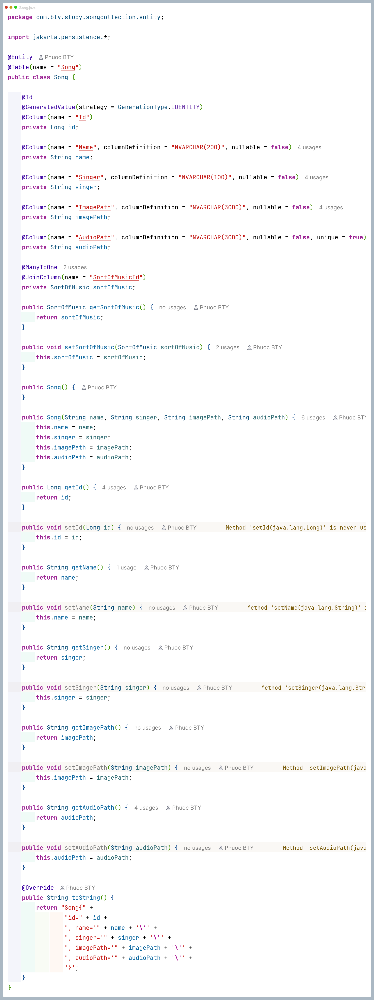 Song.java
package com.bty.study.songcollection.entity;
import jakarta.persistence.*;
@Entity Phuoc BTY
@Table(name = "Song")
public class Song {
@Id
@GeneratedValue(strategy = GenerationType.IDENTITY)
@Column(name = "Id")
private Long id;
@Column(name = "Name", columnDefinition = "NVARCHAR(200)", nullable = false) 4 usages
private String name;
@Column(name = "Singer", columnDefinition = "NVARCHAR(100)", nullable = false) 4 usages
private String singer;
@Column(name = "ImagePath", columnDefinition = "NVARCHAR(3000)", nullable = false) 4 usages
private String imagePath;
@Column(name = "AudioPath", columnDefinition = "NVARCHAR(3000)", nullable = false, unique = true)
private String audioPath;
@ManyToOne 2 usages
@JoinColumn(name = "SortOfMusicId")
private SortOfMusic sortOfMusic;
public SortOfMusic getSortOfMusic() { no usages Phuoc BTY
return sortOfMusic;
}
public void setSortOfMusic(SortOfMusic sortOfMusic) { 2 usages Phuoc BTY
this.sortOfMusic = sortOfMusic;
}
public Song() { Phuoc BTY
}
public Song(String name, String singer, String imagePath, String audioPath) { 6 usages Phuoc BTY
this.name = name;
this.singer = singer;
this.imagePath = imagePath;
this.audioPath = audioPath;
}
public Long getId() { 4 usages Phuoc BTY
return id;
}
public void setId(Long id) { no usages Phuoc BTY Method 'setId(java.lang.Long)' is never us
this.id = id;
}
public String getName() { 1 usage Phuoc BTY
return name;
}
public void setName(String name) { no usages Phuoc BTY Method 'setName(java.lang.String)' i
this.name = name;
}
public String getSinger() { no usages Phuoc BTY
return singer;
}
public void setSinger(String singer) { no usages Phuoc BTY Method 'setSinger(java.lang.Stri
this.singer = singer;
}
public String getImagePath() { no usages Phuoc BTY
return imagePath;
}
public void setImagePath(String imagePath) { no usages Phuoc BTY Method 'setImagePath(java
this.imagePath = imagePath;
}
public String getAudioPath() { 4 usages Phuoc BTY
return audioPath;
}
public void setAudioPath(String audioPath) { no usages Phuoc BTY Method 'setAudioPath(java
this.audioPath = audioPath;
}
@Override Phuoc BTY
public String toString() {
return "Song{" +
"id=" + id +
", name='" + name + '\'' +
", singer='" + singer + '\'' +
", imagePath='" + imagePath + '\'' +
", audioPath='" + audioPath + '\'' +
'}';
}
}